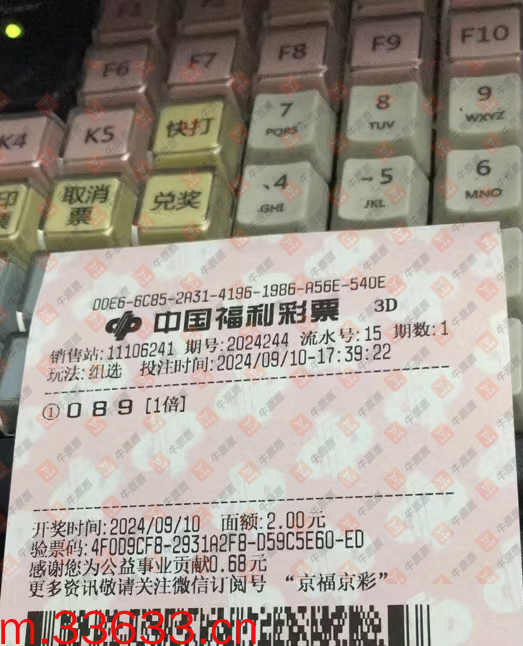 F6 F7 F8 F9 F10
K4 K5 快打 7 PQRS 8 TUV 9 WXYZ
取消票 兑奖 4 GHI 5 JKL 6 MNO
00E6-6C85-2A31-4196-1986-A56E-540E
中国福利彩票 3D
销售站:11106241 期号:2024244 流水号:15 期数:1
玩法:组选 投注时间:2024/09/10-17:39:22
① 0 8 9 [1倍]
开奖时间:2024/09/10 面额:2.00元
验票码:4F0D9CF8-2931A2F8-D59C5E60-ED
感谢您为公益事业贡献0.68元
更多资讯敬请关注微信订阅号 “京福京彩”
m.33633.cn